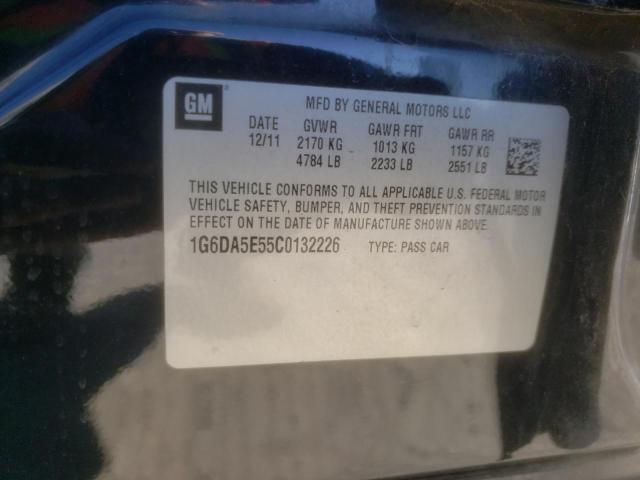 GM® MFD BY GENERAL MOTORS LLC
DATE GVWR GAWR FRT GAWR RR
12/11 2170 KG 1013 KG 1157 KG
4784 LB 2233 LB 2551 LB
THIS VEHICLE CONFORMS TO ALL APPLICABLE U.S. FEDERAL MOTOR
VEHICLE SAFETY, BUMPER, AND THEFT PREVENTION STANDARDS IN
EFFECT ON THE DATE OF MANUFACTURE SHOWN ABOVE.
1G6DA5E55C0132226 TYPE: PASS CAR